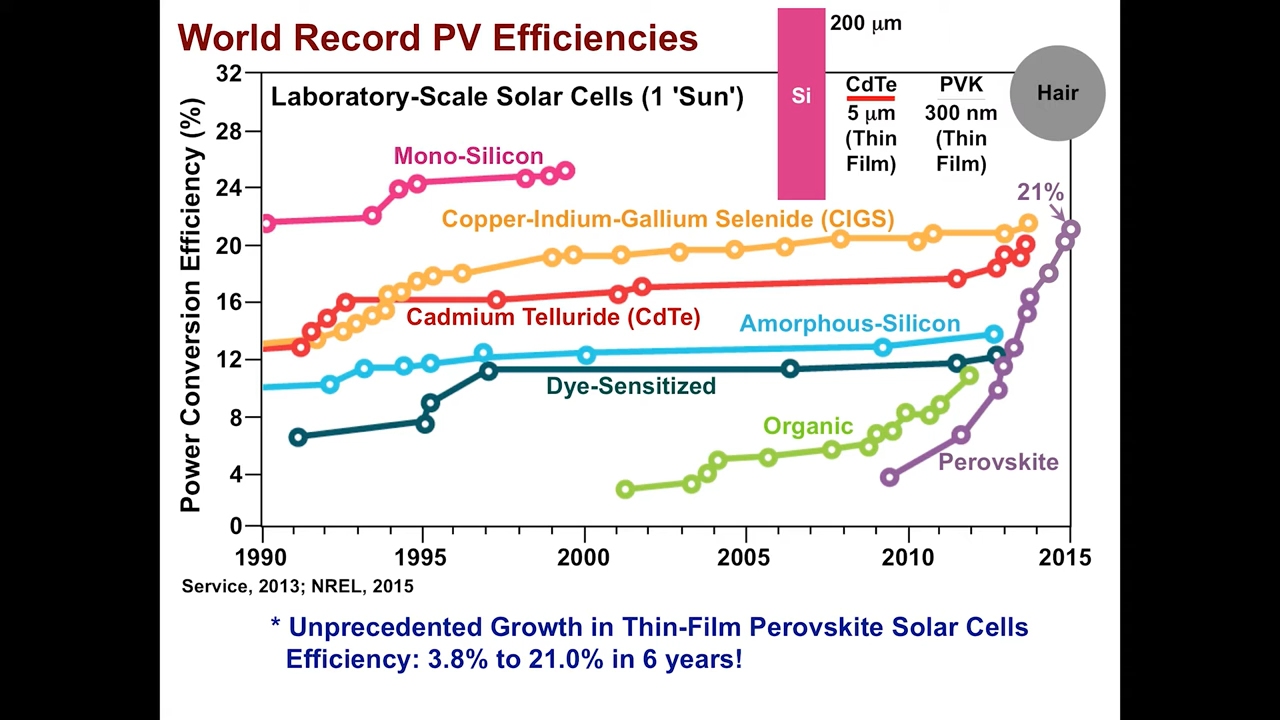 World Record PV Efficiencies
200 μm
Si
CdTe
5 μm
(Thin
Film)
PVK
300 nm
(Thin
Film)
Hair
Laboratory-Scale Solar Cells (1 'Sun')
Power Conversion Efficiency (%)
32
28
24
20
16
12
8
4
0
Mono-Silicon
21%
Copper-Indium-Gallium Selenide (CIGS)
Cadmium Telluride (CdTe)
Amorphous-Silicon
Dye-Sensitized
Organic
Perovskite
1990
1995
2000
2005
2010
2015
Service, 2013; NREL, 2015
* Unprecedented Growth in Thin-Film Perovskite Solar Cells
Efficiency: 3.8% to 21.0% in 6 years!